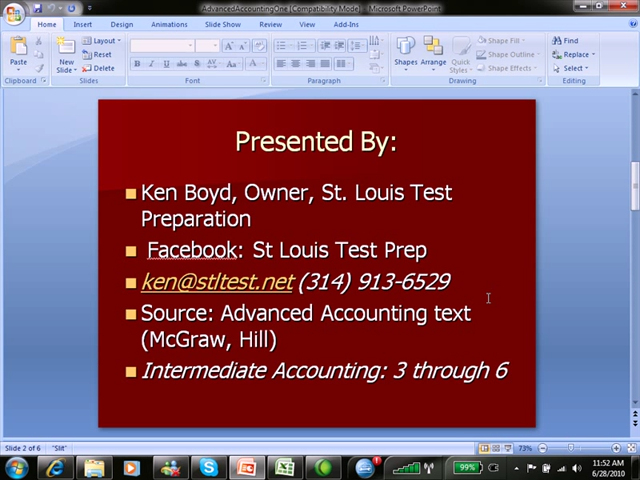 AdvancedAccountingOne [Compatibility Mode] - Microsoft PowerPoint
Home Insert Design Animations Slide Show Review View Add-Ins
Paste
New Slide
Layout
Reset
Delete
Shapes Arrange Quick Styles
Shape Fill
Shape Outline
Shape Effects
Find
Replace
Select
Clipboard Slides Font Paragraph Drawing Editing
Presented By:
Ken Boyd, Owner, St. Louis Test
Preparation
Facebook: St Louis Test Prep
ken@stltest.net (314) 913-6529
Source: Advanced Accounting text
(McGraw, Hill)
Intermediate Accounting: 3 through 6
Slide 2 of 6 "Slit" 73%
99% 11:52 AM
6/28/2010